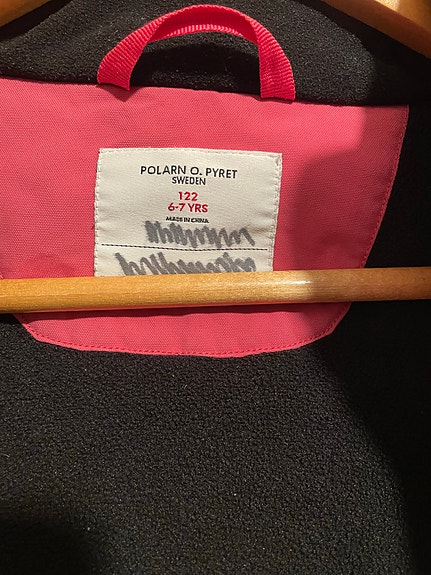 POLARN O. PYRET
SWEDEN
122
6-7 YRS
MADE IN CHINA